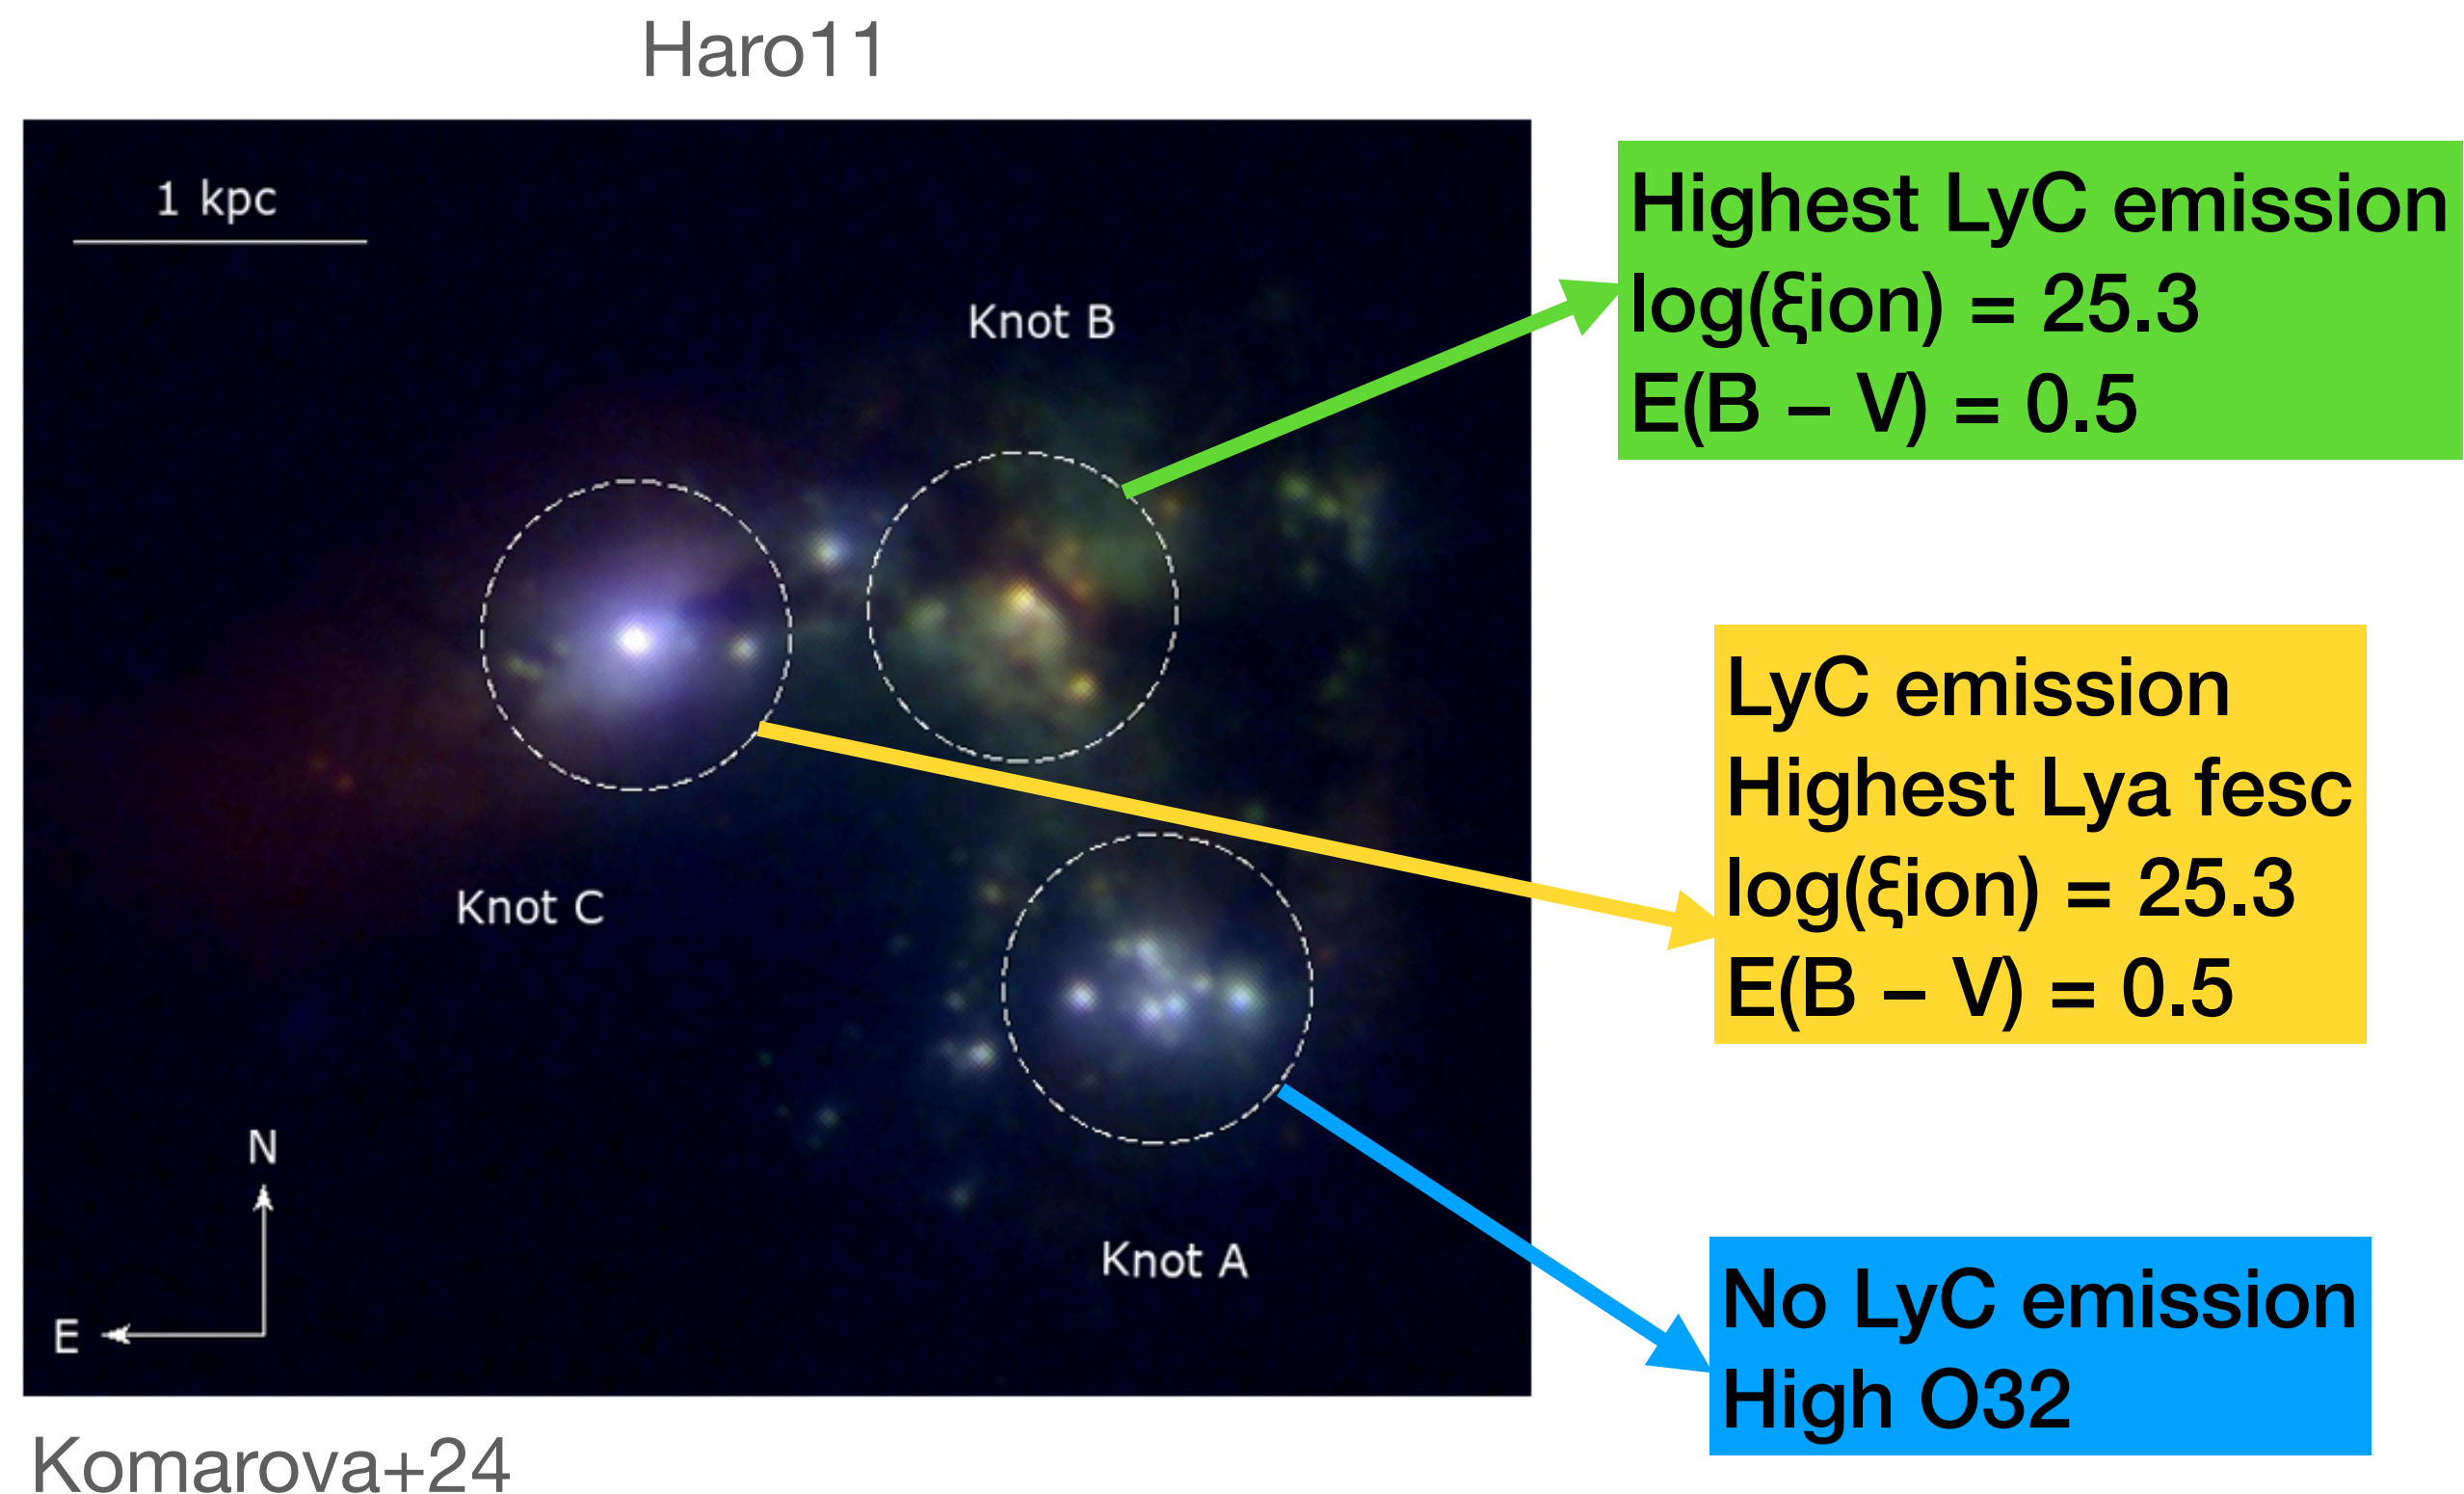 Haro11
1 kpc
Knot B
Knot C
Knot A
N
E
Highest LyC emission
log(ξion) = 25.3
E(B – V) = 0.5
LyC emission
Highest Lya fesc
log(ξion) = 25.3
E(B – V) = 0.5
No LyC emission
High O32
Komarova+24